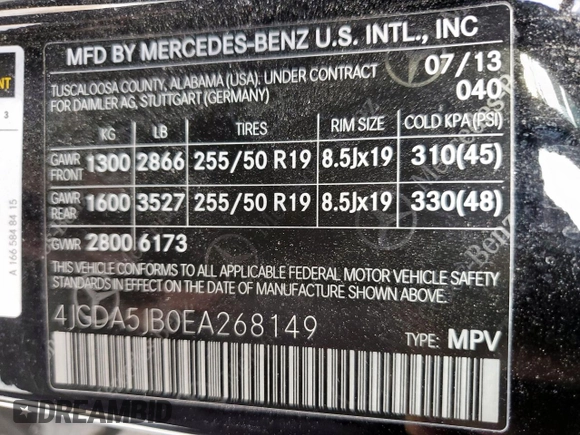 MFD BY MERCEDES-BENZ U.S. INTL., INC
TUSCALOOSA COUNTY, ALABAMA (USA). UNDER CONTRACT 07/13
FOR DAIMLER AG, STUTTGART (GERMANY) 040
KG LB TIRES RIM SIZE COLD KPA(PSI)
GAWR FRONT 1300 2866 255/50 R19 8.5Jx19 310(45)
GAWR REAR 1600 3527 255/50 R19 8.5Jx19 330(48)
GVWR 2800 6173
THIS VEHICLE CONFORMS TO ALL APPLICABLE FEDERAL MOTOR VEHICLE SAFETY
STANDARDS IN EFFECT ON THE DATE OF MANUFACTURE SHOWN ABOVE.
4JGDA5JB0EA268149
TYPE: MPV
A 166 584 84 15
3
DREAMBID